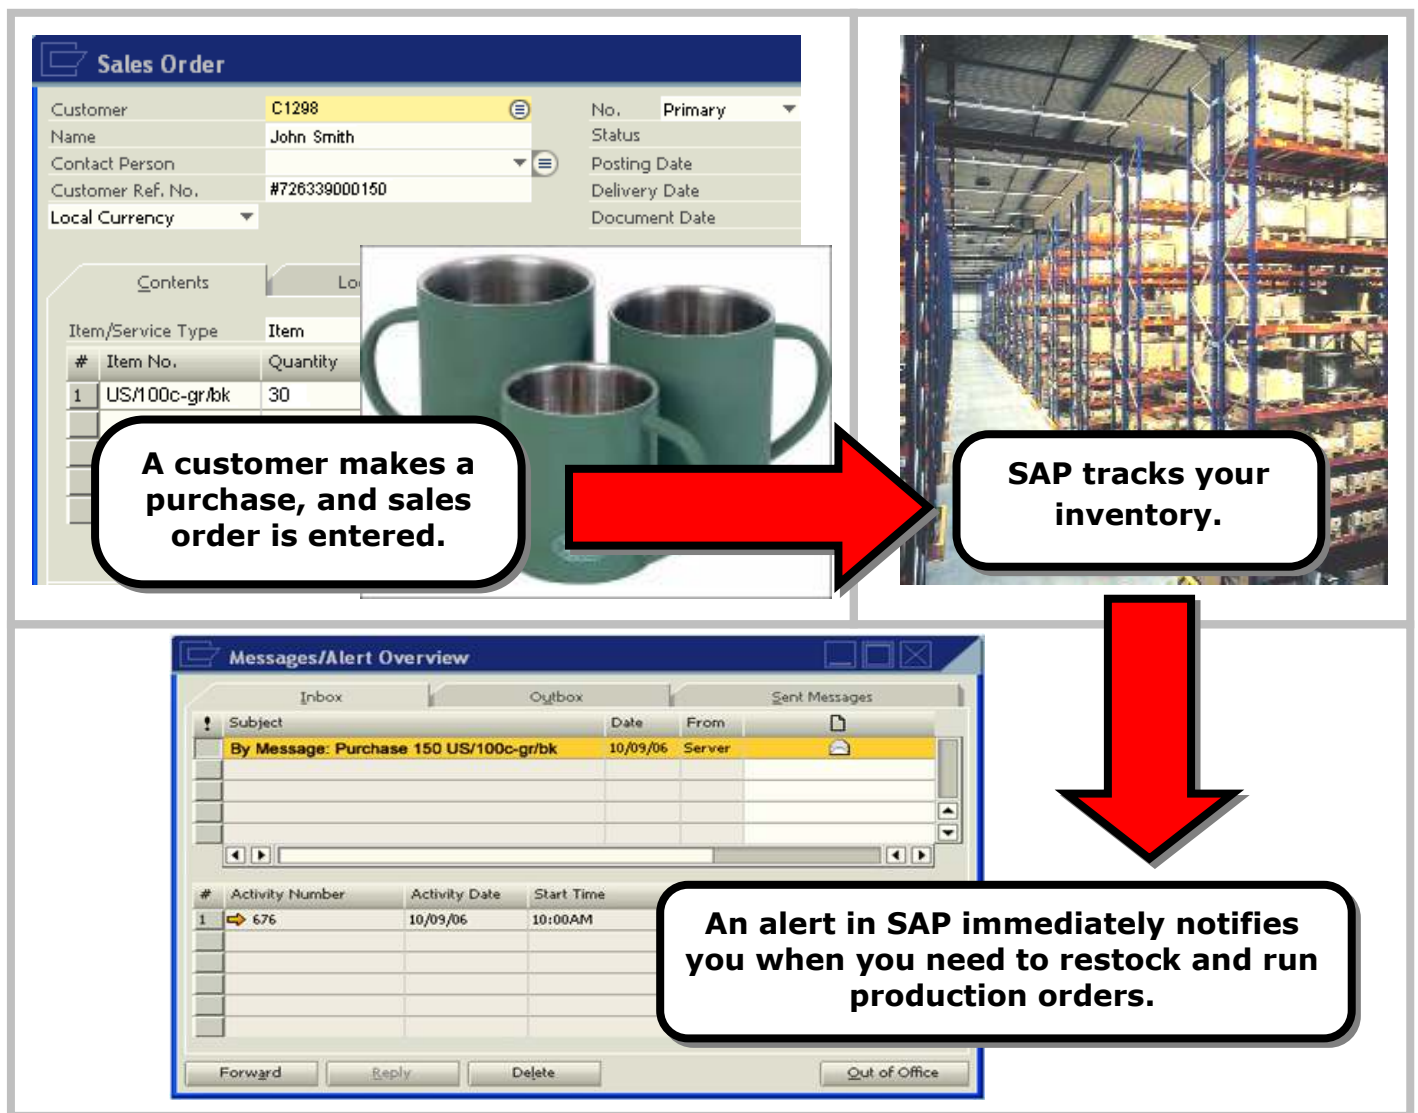 Sales Order
Customer C1298
No. Primary
Name John Smith
Status
Contact Person
Posting Date
Customer Ref. No. #726339000150
Delivery Date
Local Currency
Document Date
Contents Lo
Item/Service Type Item
# Item No. Quantity
1 US/100c-gr/bk 30
A customer makes a
purchase, and sales
order is entered.
SAP tracks your
inventory.
Messages/Alert Overview
Inbox Outbox Sent Messages
! Subject Date From
By Message: Purchase 150 US/100c-gr/bk 10/09/06 Server
# Activity Number Activity Date Start Time
1 676 10/09/06 10:00AM
An alert in SAP immediately notifies
you when you need to restock and run
production orders.
Forward Reply Delete Out of Office